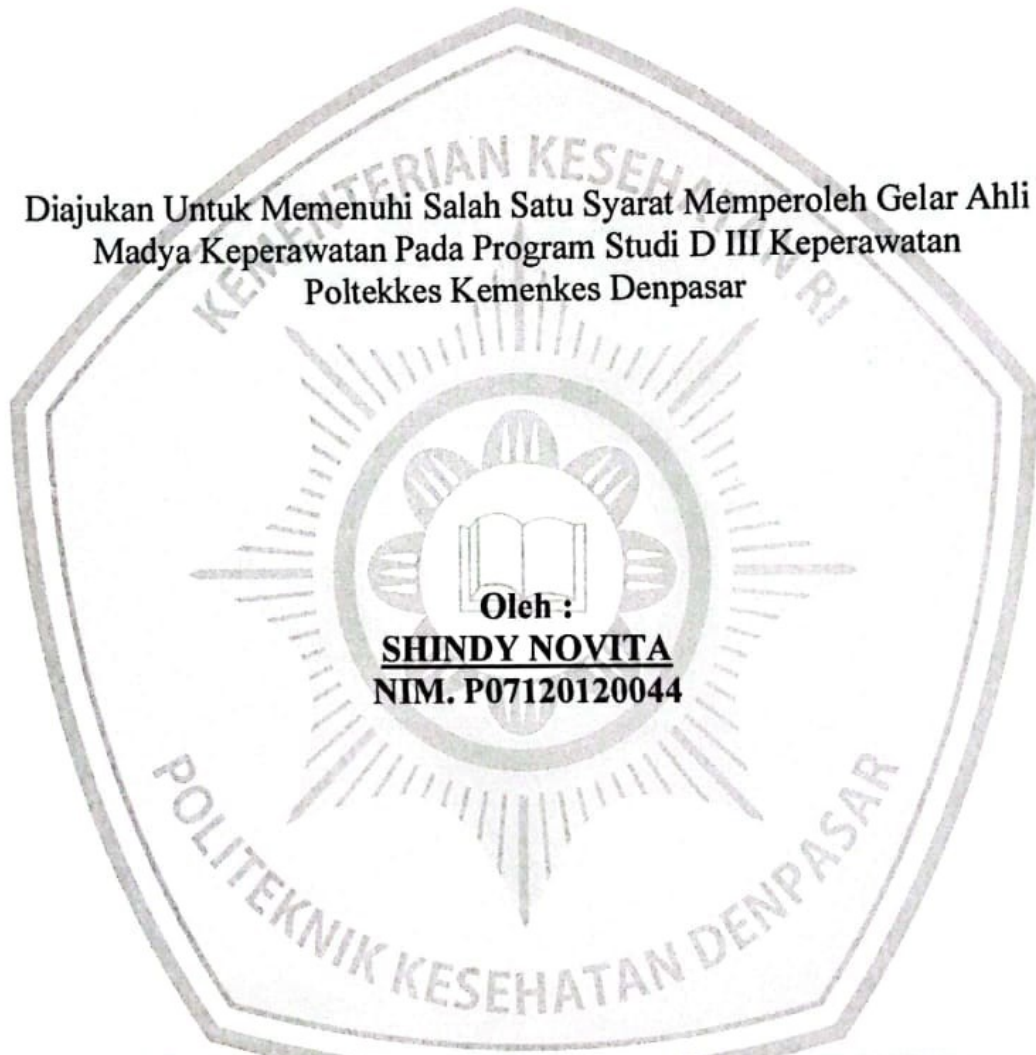 Diajukan Untuk Memenuhi Salah Satu Syarat Memperoleh Gelar Ahli
Madya Keperawatan Pada Program Studi D III Keperawatan
Poltekkes Kemenkes Denpasar
KEMENTERIAN KESEHATAN RI
Oleh :
SHINDY NOVITA
NIM. P07120120044
POLITEKNIK KESEHATAN DENPASAR